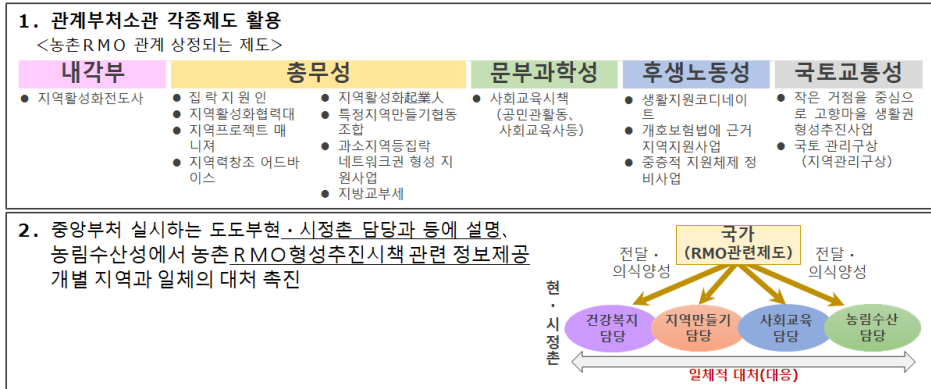 1. 관계부처소관 각종제도 활용
<농촌RMO 관계 상정되는 제도>
내각부
● 지역활성화전도사
총무성
● 집락지원인
● 지역활성화협력대
● 지역프로젝트 매
니져
● 지역력창조 어드바
이스
● 지역활성화起業人
● 특정지역만들기협동
조합
● 과소지역등집락
네트워크권 형성 지
원사업
● 지방교부세
문부과학성
● 사회교육시책
(공민관활동、
사회교육사등)
후생노동성
● 생활지원코디네이
트
● 개호보험법에 근거
지역지원사업
● 중층적 지원체제 정
비사업
국토교통성
● 작은 거점을 중심으
로 고향마을 생활권
형성추진사업
● 국토 관리구상
(지역관리구상)
2. 중앙부처 실시하는 도도부현・시정촌 담당과 등에 설명、
농림수산성에서 농촌 RMO형성추진시책 관련 정보제공
개별 지역과 일체의 대처 촉진
국가
(RMO관련제도)
전달・
의식양성
전달・
의식양성
현・시정촌
건강복지
담당
지역만들기
담당
사회교육
담당
농림수산
담당
일체적 대처(대응)